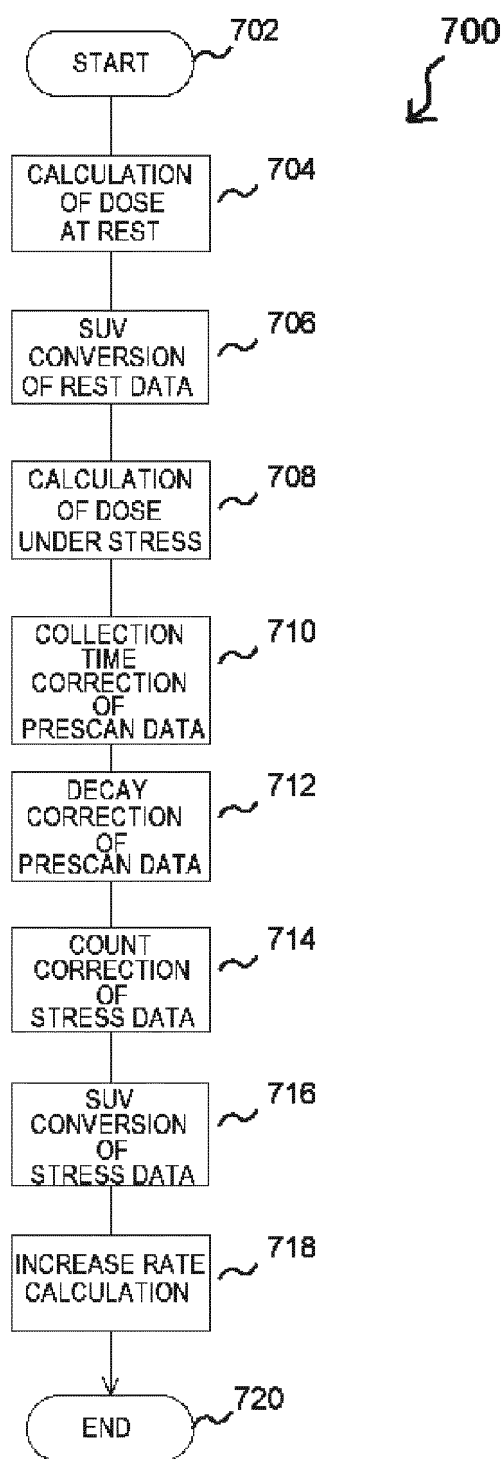 702
START
700
CALCULATION
OF DOSE
AT REST
704
SUV
CONVERSION
OF REST DATA
706
CALCULATION
OF DOSE
UNDER STRESS
708
COLLECTION
TIME
CORRECTION
OF
PRESCAN DATA
710
DECAY
CORRECTION
OF
PRESCAN DATA
712
COUNT
CORRECTION
OF
STRESS DATA
714
SUV
CONVERSION
OF
STRESS DATA
716
INCREASE RATE
CALCULATION
718
END
720